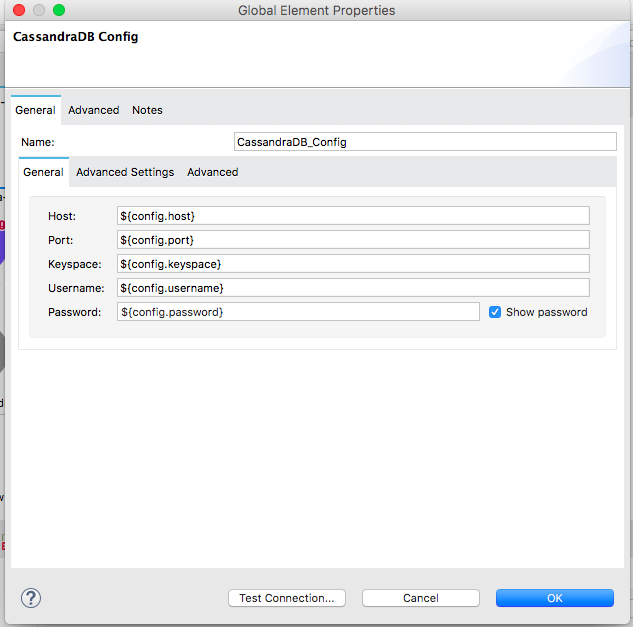 Global Element Properties
CassandraDB Config
General Advanced Notes
Name: CassandraDB_Config
General Advanced Settings Advanced
Host: ${config.host}
Port: ${config.port}
Keyspace: ${config.keyspace}
Username: ${config.username}
Password: ${config.password} Show password
? Test Connection... Cancel OK